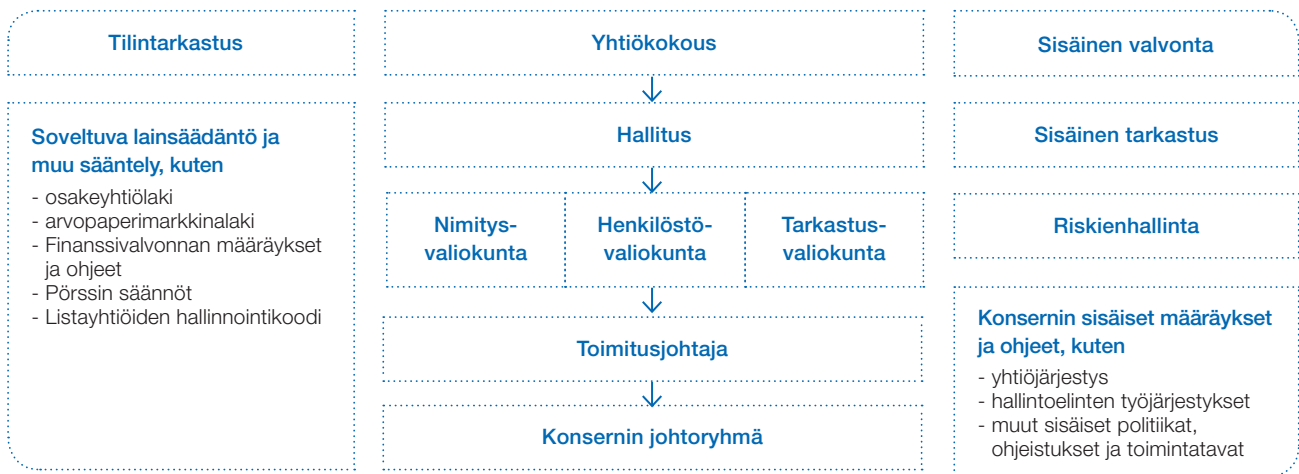 Tilintarkastus
Soveltuva lainsäädäntö ja
muu sääntely, kuten
- osakeyhtiölaki
- arvopaperimarkkinalaki
- Finanssivalvonnan määräykset
ja ohjeet
- Pörssin säännöt
- Listayhtiöiden hallinnointikoodi
Yhtiökokous
Hallitus
Nimitys-
valiokunta
Henkilöstö-
valiokunta
Tarkastus-
valiokunta
Toimitusjohtaja
Konsernin johtoryhmä
Sisäinen valvonta
Sisäinen tarkastus
Riskienhallinta
Konsernin sisäiset määräykset
ja ohjeet, kuten
- yhtiöjärjestys
- hallintoelinten työjärjestykset
- muut sisäiset politiikat,
ohjeistukset ja toimintatavat